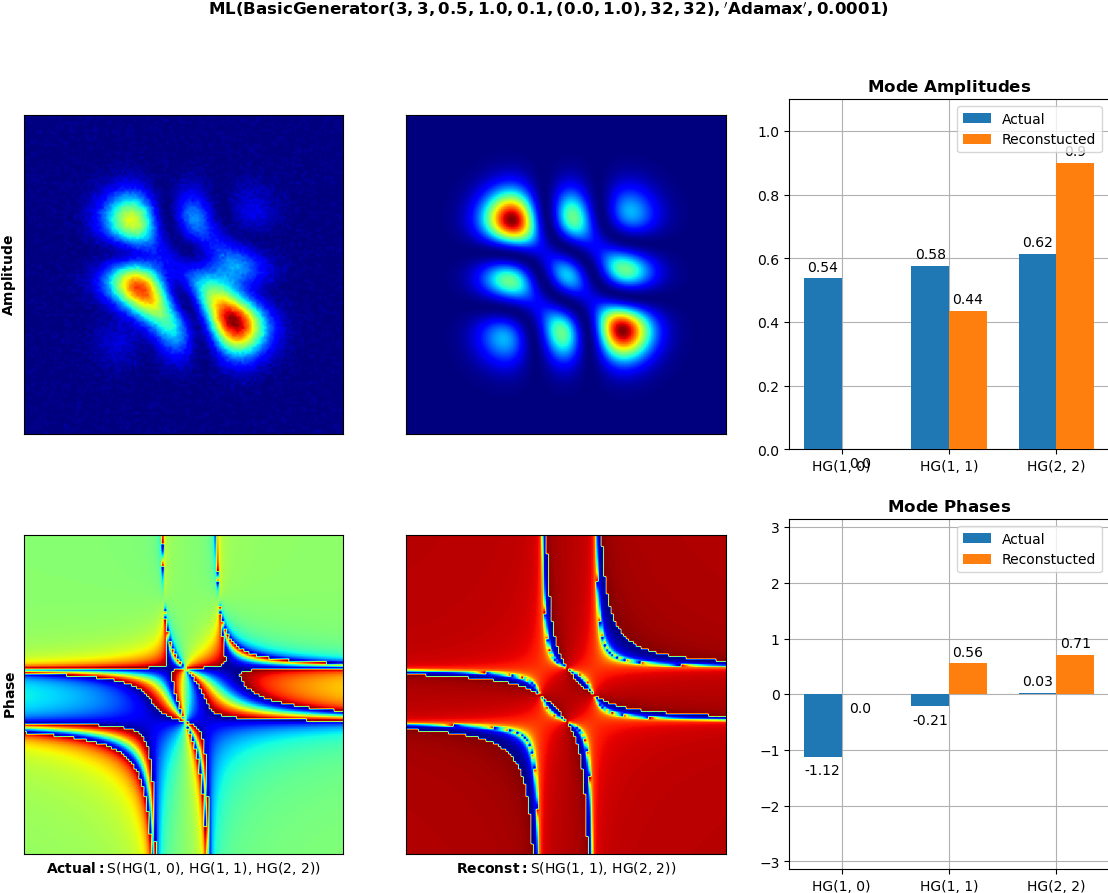 ML(BasicGenerator(3, 3, 0.5, 1.0, 0.1, (0.0, 1.0), 32, 32), ′Adamax′, 0.0001)
Amplitude
Mode Amplitudes
Actual
Reconstucted
1.0
0.8
0.6
0.4
0.2
0.0
0.54
0.0
0.58
0.44
0.62
0.9
HG(1, 0)
HG(1, 1)
HG(2, 2)
Phase
Actual: S(HG(1, 0), HG(1, 1), HG(2, 2))
Reconst: S(HG(1, 1), HG(2, 2))
Mode Phases
Actual
Reconstucted
3
2
1
0
−1
−2
−3
-1.12
0.0
-0.21
0.56
0.03
0.71
HG(1, 0)
HG(1, 1)
HG(2, 2)